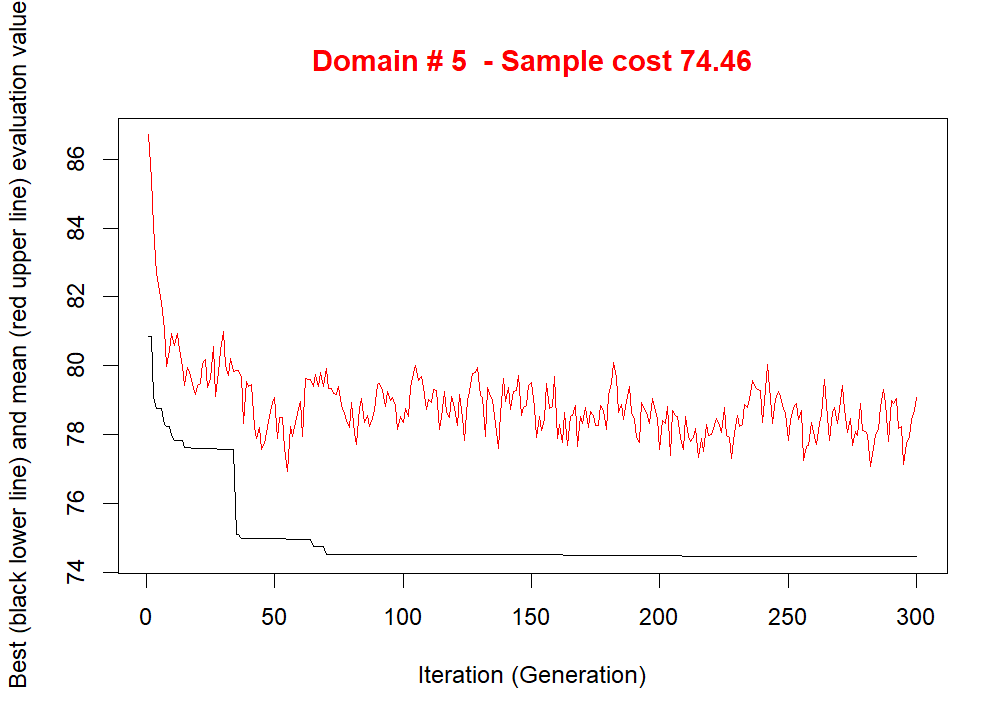 Domain # 5  - Sample cost 74.46
Best (black lower line) and mean (red upper line) evaluation value
86
84
82
80
78
76
74
0 50 100 150 200 250 300
Iteration (Generation)